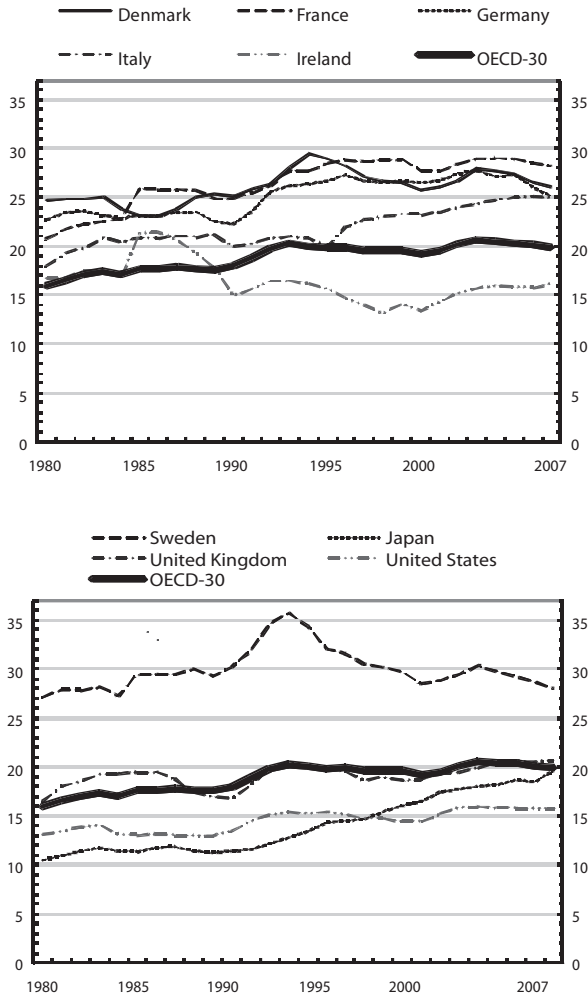 Denmark France Germany
Italy Ireland OECD-30
35 35
30 30
25 25
20 20
15 15
10 10
5 5
0 0
1980 1985 1990 1995 2000 2007
Sweden Japan
United Kingdom United States
OECD-30
35 35
30 30
25 25
20 20
15 15
10 10
5 5
0 0
1980 1985 1990 1995 2000 2007